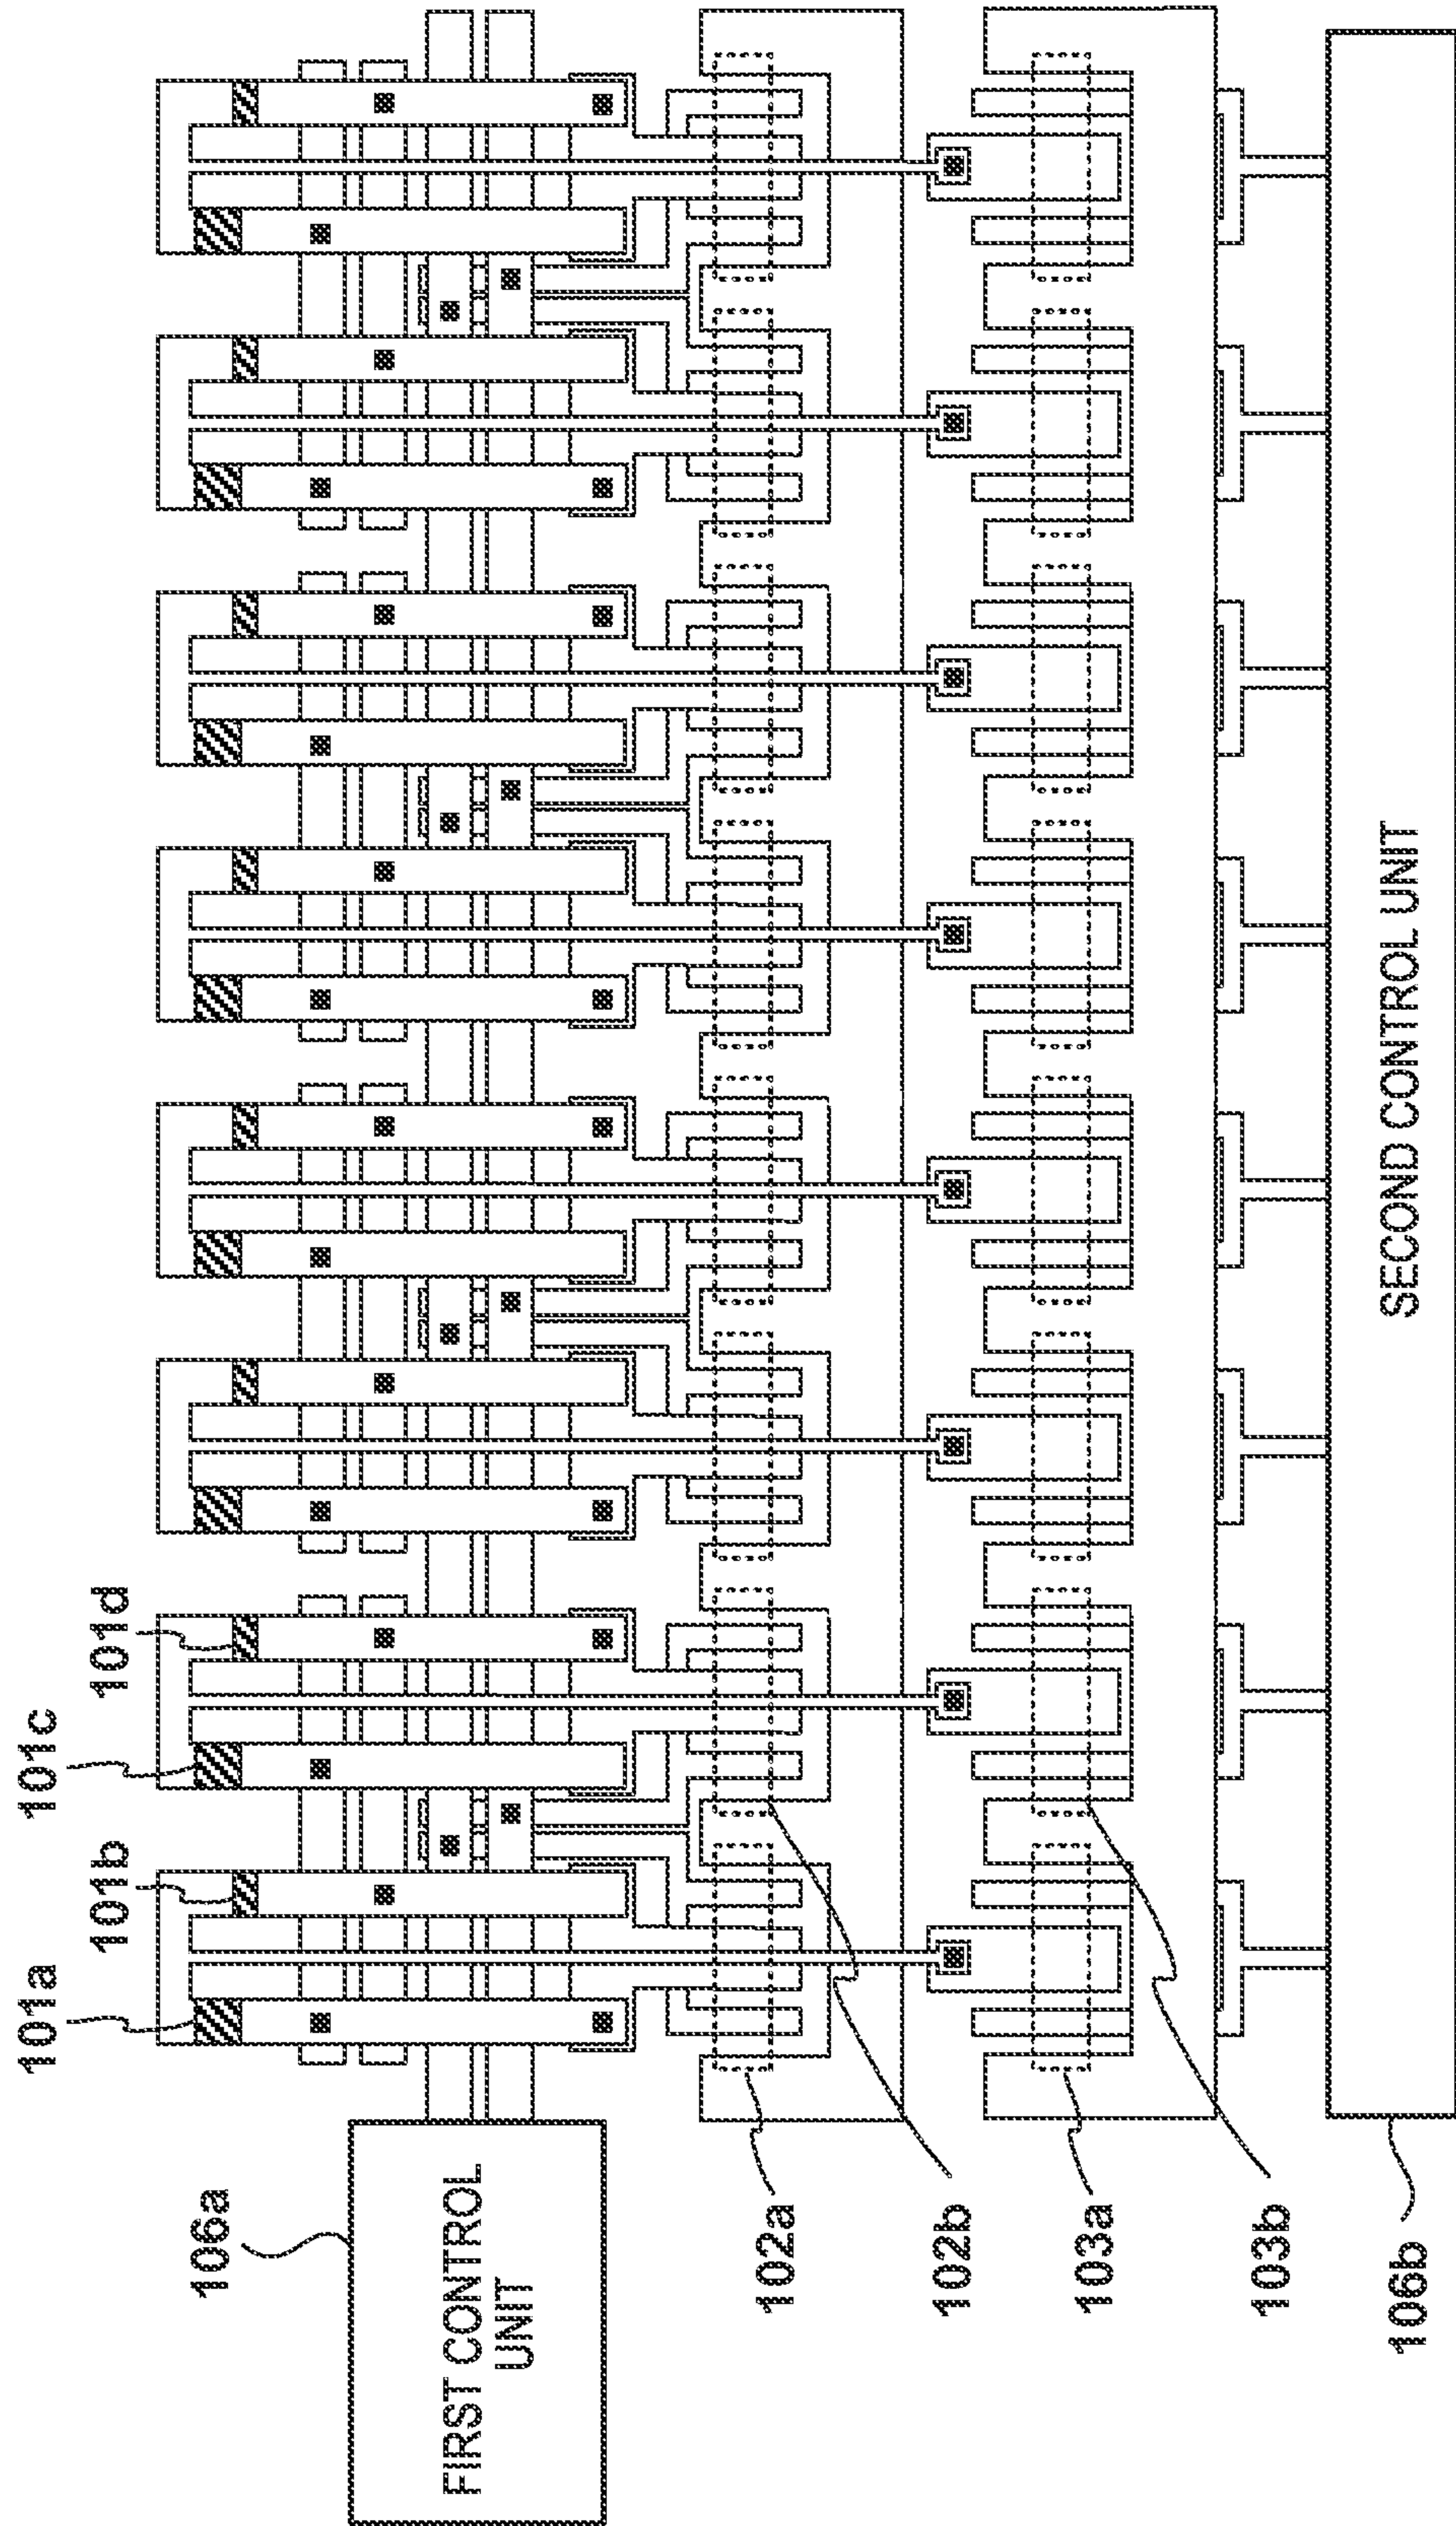 101a
101b
101c
101d
106a
FIRST CONTROL
UNIT
102a
102b
103a
103b
106b
SECOND CONTROL UNIT